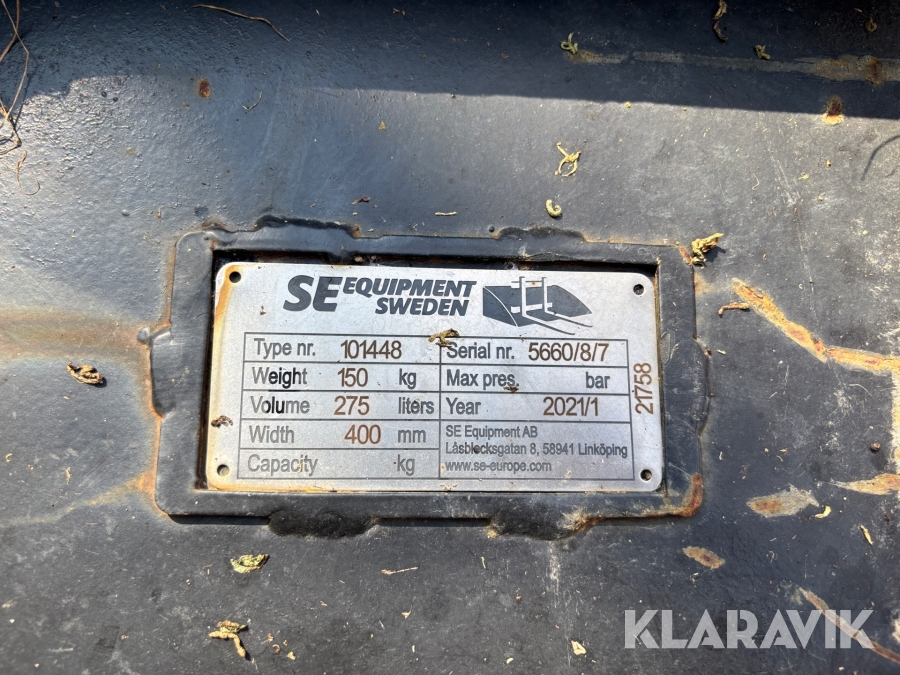 SE EQUIPMENT
SWEDEN
Type nr. 101448 Serial nr. 5660/8/7
Weight 150 kg Max pres. bar
Volume 275 liters Year 2021/1
Width 400 mm SE Equipment AB
Låsblecksgatan 8, 58941 Linköping
Capacity kg www.se-europe.com
21758
KLARAVIK